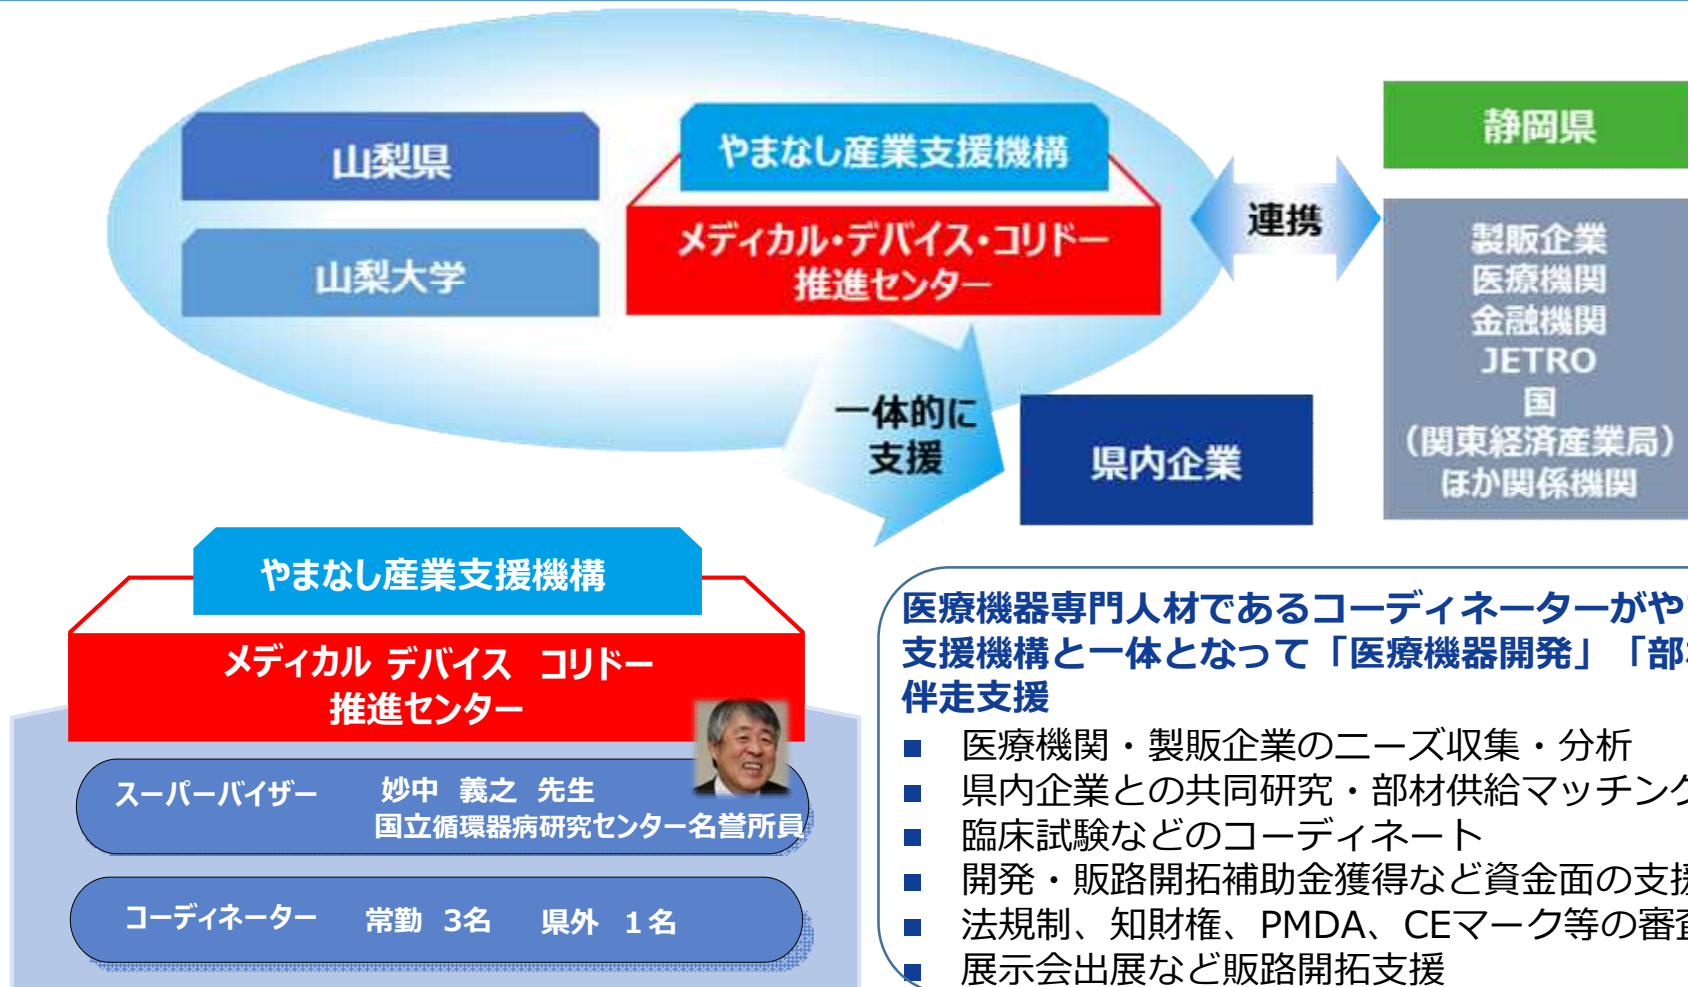 山梨県
やまなし産業支援機構
山梨大学
メディカル・デバイス・コリドー
推進センター
連携
静岡県
製販企業
医療機関
金融機関
JETRO
国
（関東経済産業局）
ほか関係機関
一体的に
支援
県内企業
やまなし産業支援機構
メディカル デバイス コリドー
推進センター
スーパーバイザー 妙中 義之 先生
国立循環器病研究センター名誉所員
コーディネーター 常勤 3名 県外 1名
医療機器専門人材であるコーディネーターがや
支援機構と一体となって「医療機器開発」「部
伴走支援
■ 医療機関・製販企業のニーズ収集・分析
■ 県内企業との共同研究・部材供給マッチング
■ 臨床試験などのコーディネート
■ 開発・販路開拓補助金獲得など資金面の支援
■ 法規制、知財権、PMDA、CEマーク等の審査
■ 展示会出展など販路開拓支援